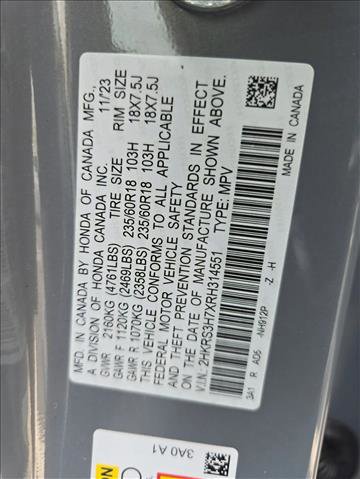 MFD. IN CANADA BY HONDA OF CANADA MFG.,
A DIVISION OF HONDA CANADA INC. 11/23
TIRE SIZE RIM SIZE
GVWR 2160KG (4761LBS)
GAWR F 1120KG (2469LBS) 235/60R18 103H 18X7.5J
GAWR R 1070KG (2358LBS) 235/60R18 103H 18X7.5J
THIS VEHICLE CONFORMS TO ALL APPLICABLE
FEDERAL MOTOR VEHICLE SAFETY
AND THEFT PREVENTION STANDARDS IN EFFECT
ON THE DATE OF MANUFACTURE SHOWN ABOVE.
V.I.N.: 2HKRS3H7XRH314551 TYPE: MPV
3A1 R AD5 -NH912P -Z -H MADE IN CANADA
3A0 A1